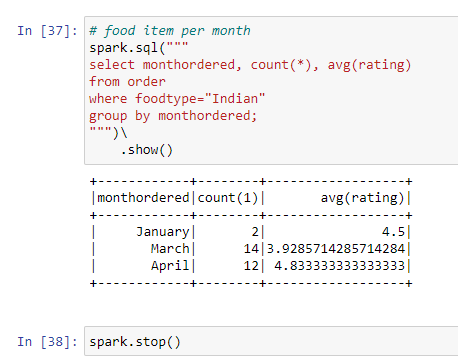 In [37]: # food item per month
spark.sql("""
select monthordered, count(*), avg(rating)
from order
where foodtype="Indian"
group by monthordered;
""")\
    .show()
+------------+--------+------------------+
|monthordered|count(1)|       avg(rating)|
+------------+--------+------------------+
|     January|       2|               4.5|
|       March|      14|3.9285714285714284|
|       April|      12| 4.833333333333333|
+------------+--------+------------------+
In [38]: spark.stop()